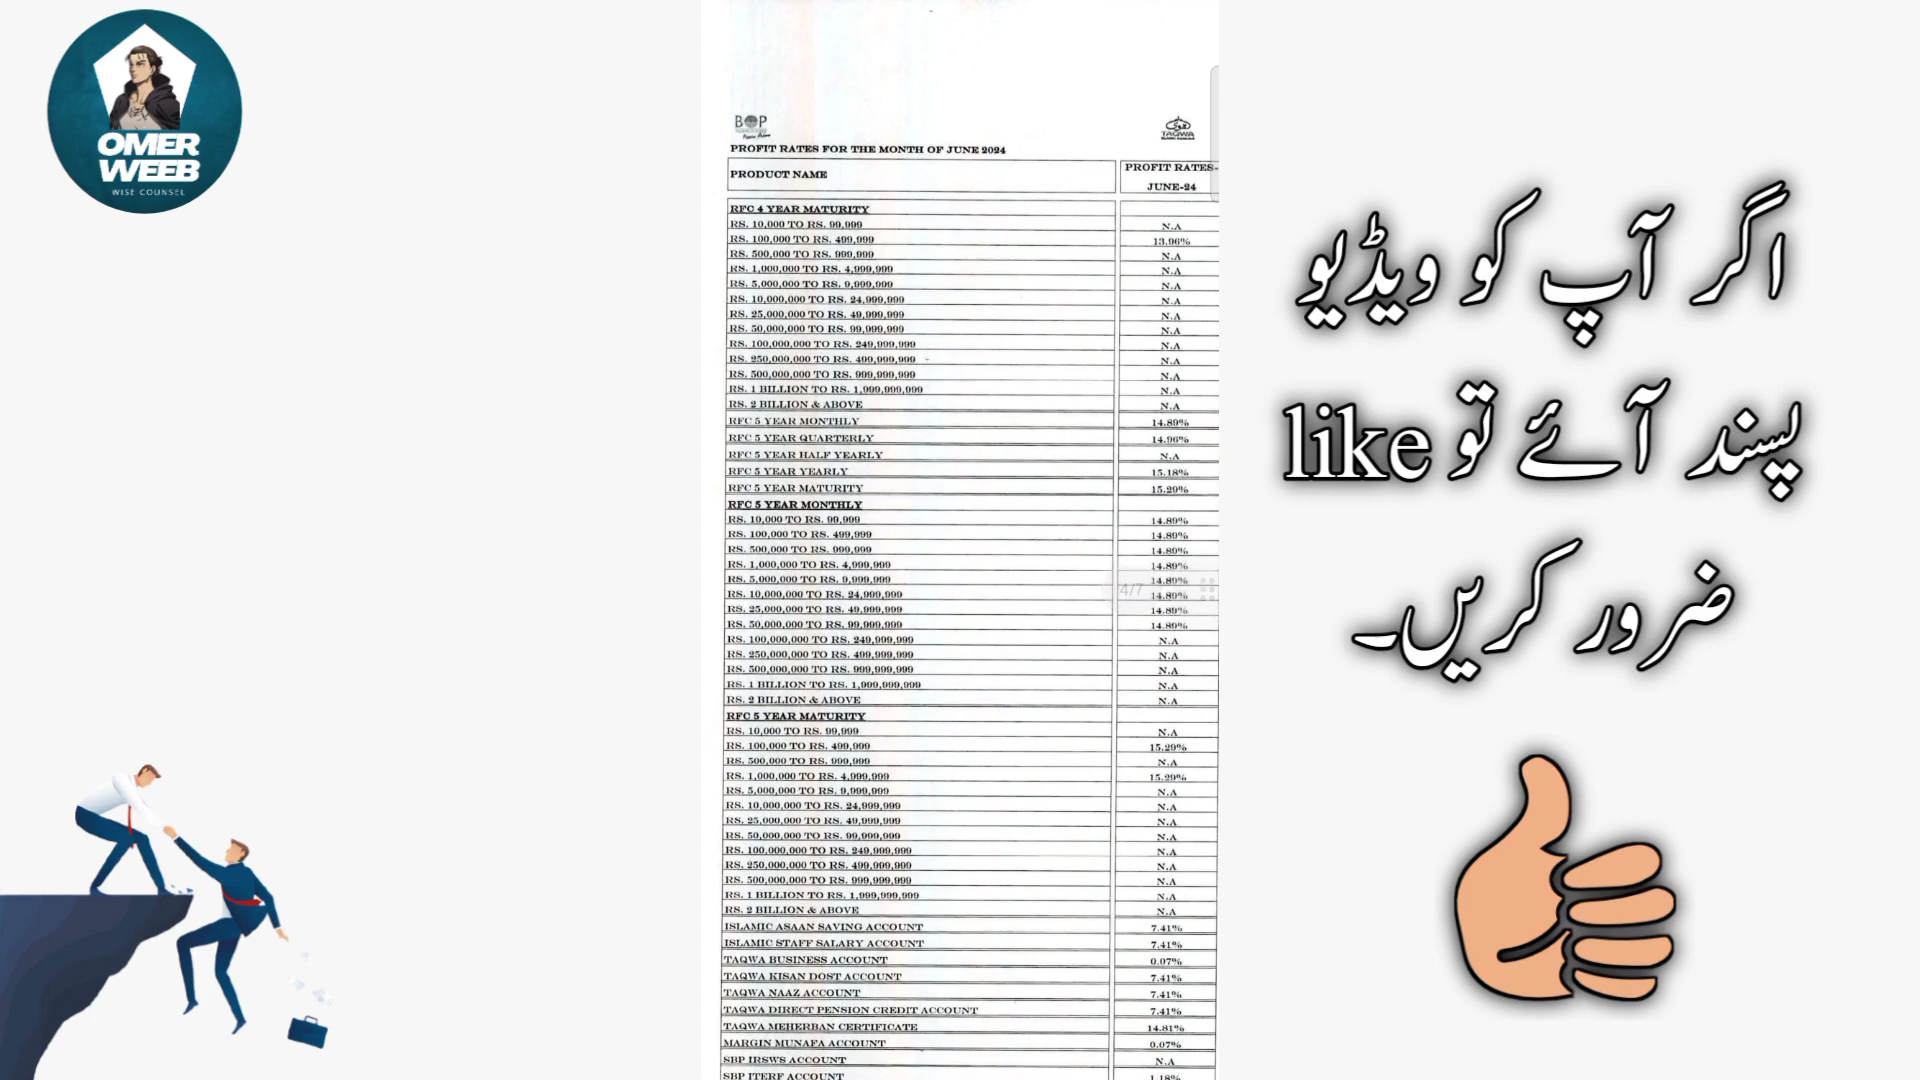 OMER
WEEB
WISE COUNSEL
BOP
TAQWA
PROFIT RATES FOR THE MONTH OF JUNE 2024
PRODUCT NAME PROFIT RATES-
JUNE-24
RFC 4 YEAR MATURITY
RS. 10,000 TO RS. 99,999 N.A
RS. 100,000 TO RS. 499,999 13.96%
RS. 500,000 TO RS. 999,999 N.A
RS. 1,000,000 TO RS. 4,999,999 N.A
RS. 5,000,000 TO RS. 9,999,999 N.A
RS. 10,000,000 TO RS. 24,999,999 N.A
RS. 25,000,000 TO RS. 49,999,999 N.A
RS. 50,000,000 TO RS. 99,999,999 N.A
RS. 100,000,000 TO RS. 249,999,999 N.A
RS. 250,000,000 TO RS. 499,999,999 N.A
RS. 500,000,000 TO RS. 999,999,999 N.A
RS. 1 BILLION TO RS. 1,999,999,999 N.A
RS. 2 BILLION & ABOVE N.A
RFC 5 YEAR MONTHLY 14.89%
RFC 5 YEAR QUARTERLY 14.96%
RFC 5 YEAR HALF YEARLY N.A
RFC 5 YEAR YEARLY 15.18%
RFC 5 YEAR MATURITY 15.29%
RFC 5 YEAR MONTHLY
RS. 10,000 TO RS. 99,999 14.89%
RS. 100,000 TO RS. 499,999 14.89%
RS. 500,000 TO RS. 999,999 14.89%
RS. 1,000,000 TO RS. 4,999,999 14.89%
RS. 5,000,000 TO RS. 9,999,999 14.89%
4/7
RS. 10,000,000 TO RS. 24,999,999 14.89%
RS. 25,000,000 TO RS. 49,999,999 14.89%
RS. 50,000,000 TO RS. 99,999,999 14.89%
RS. 100,000,000 TO RS. 249,999,999 N.A
RS. 250,000,000 TO RS. 499,999,999 N.A
RS. 500,000,000 TO RS. 999,999,999 N.A
RS. 1 BILLION TO RS. 1,999,999,999 N.A
RS. 2 BILLION & ABOVE N.A
RFC 5 YEAR MATURITY
RS. 10,000 TO RS. 99,999 N.A
RS. 100,000 TO RS. 499,999 15.29%
RS. 500,000 TO RS. 999,999 N.A
RS. 1,000,000 TO RS. 4,999,999 15.29%
RS. 5,000,000 TO RS. 9,999,999 N.A
RS. 10,000,000 TO RS. 24,999,999 N.A
RS. 25,000,000 TO RS. 49,999,999 N.A
RS. 50,000,000 TO RS. 99,999,999 N.A
RS. 100,000,000 TO RS. 249,999,999 N.A
RS. 250,000,000 TO RS. 499,999,999 N.A
RS. 500,000,000 TO RS. 999,999,999 N.A
RS. 1 BILLION TO RS. 1,999,999,999 N.A
RS. 2 BILLION & ABOVE N.A
ISLAMIC ASAAN SAVING ACCOUNT 7.41%
ISLAMIC STAFF SALARY ACCOUNT 7.41%
TAQWA BUSINESS ACCOUNT 0.07%
TAQWA KISAN DOST ACCOUNT 7.41%
TAQWA NAAZ ACCOUNT 7.41%
TAQWA DIRECT PENSION CREDIT ACCOUNT 7.41%
TAQWA MEHERBAN CERTIFICATE 14.81%
MARGIN MUNAFA ACCOUNT 0.07%
SBP IRSWS ACCOUNT N.A
SBP ITERF ACCOUNT 1.18%
اگر آپ کو ویڈیو
پسند آئے تو like
ضرور کریں۔